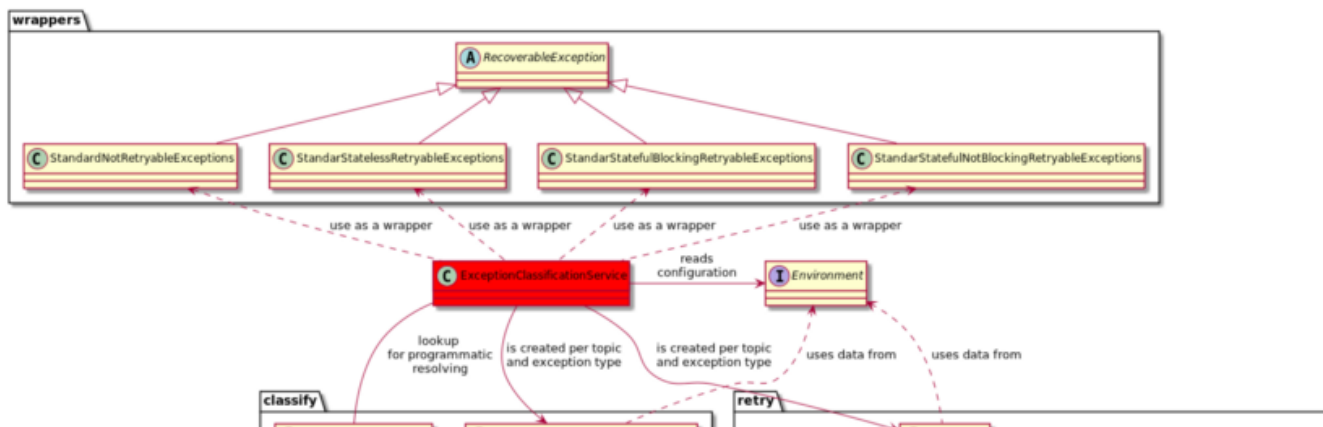 wrappers
A RecoverableException
C StandardNotRetryableExceptions
C StandarStatelessRetryableExceptions
C StandarStatefulBlockingRetryableExceptions
C StandarStatefulNotBlockingRetryableExceptions
use as a wrapper
use as a wrapper
use as a wrapper
use as a wrapper
C ExceptionClassificationService
reads
configuration
I Environment
lookup
for programmatic
resolving
is created per topic
and exception type
is created per topic
and exception type
uses data from
uses data from
classify
retry